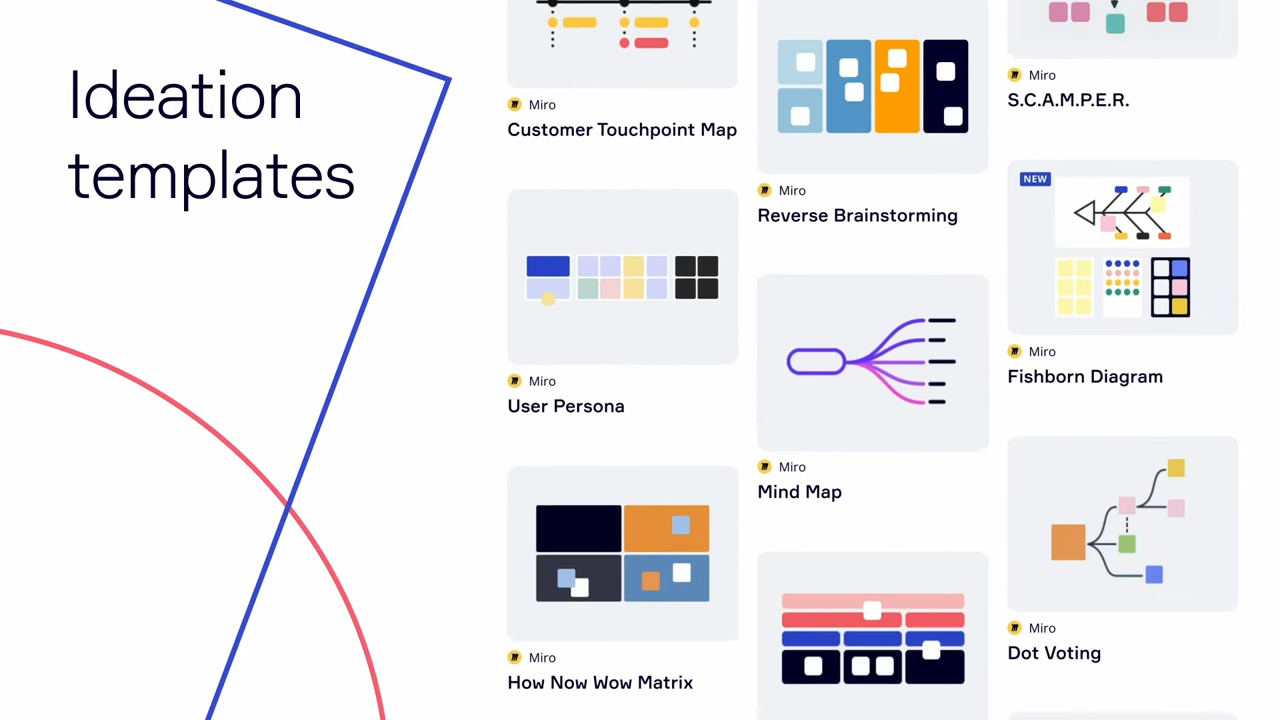 Ideation
templates
Miro
Customer Touchpoint Map
Miro
User Persona
Miro
How Now Wow Matrix
Miro
Reverse Brainstorming
Miro
Mind Map
Miro
S.C.A.M.P.E.R.
NEW
Miro
Fishborn Diagram
Miro
Dot Voting